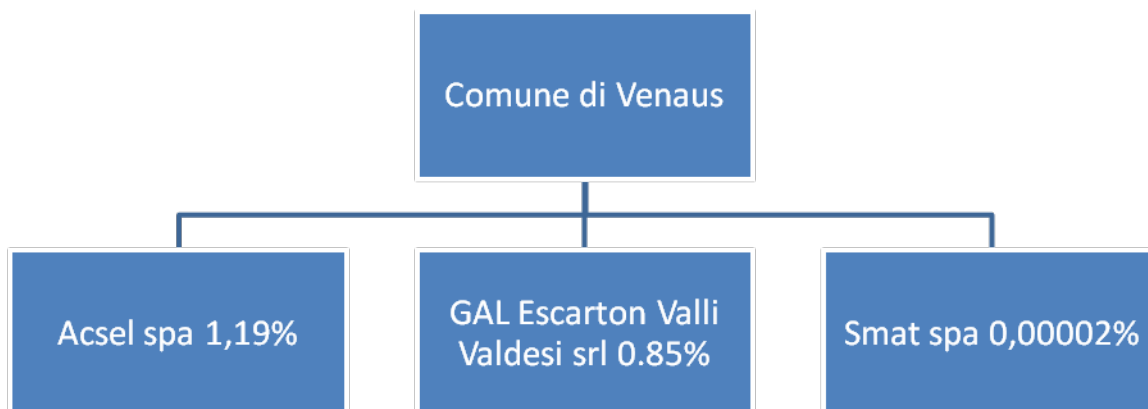 Comune di Venaus
Acsel spa 1,19%
GAL Escarton Valli
Valdesi srl 0.85%
Smat spa 0,00002%